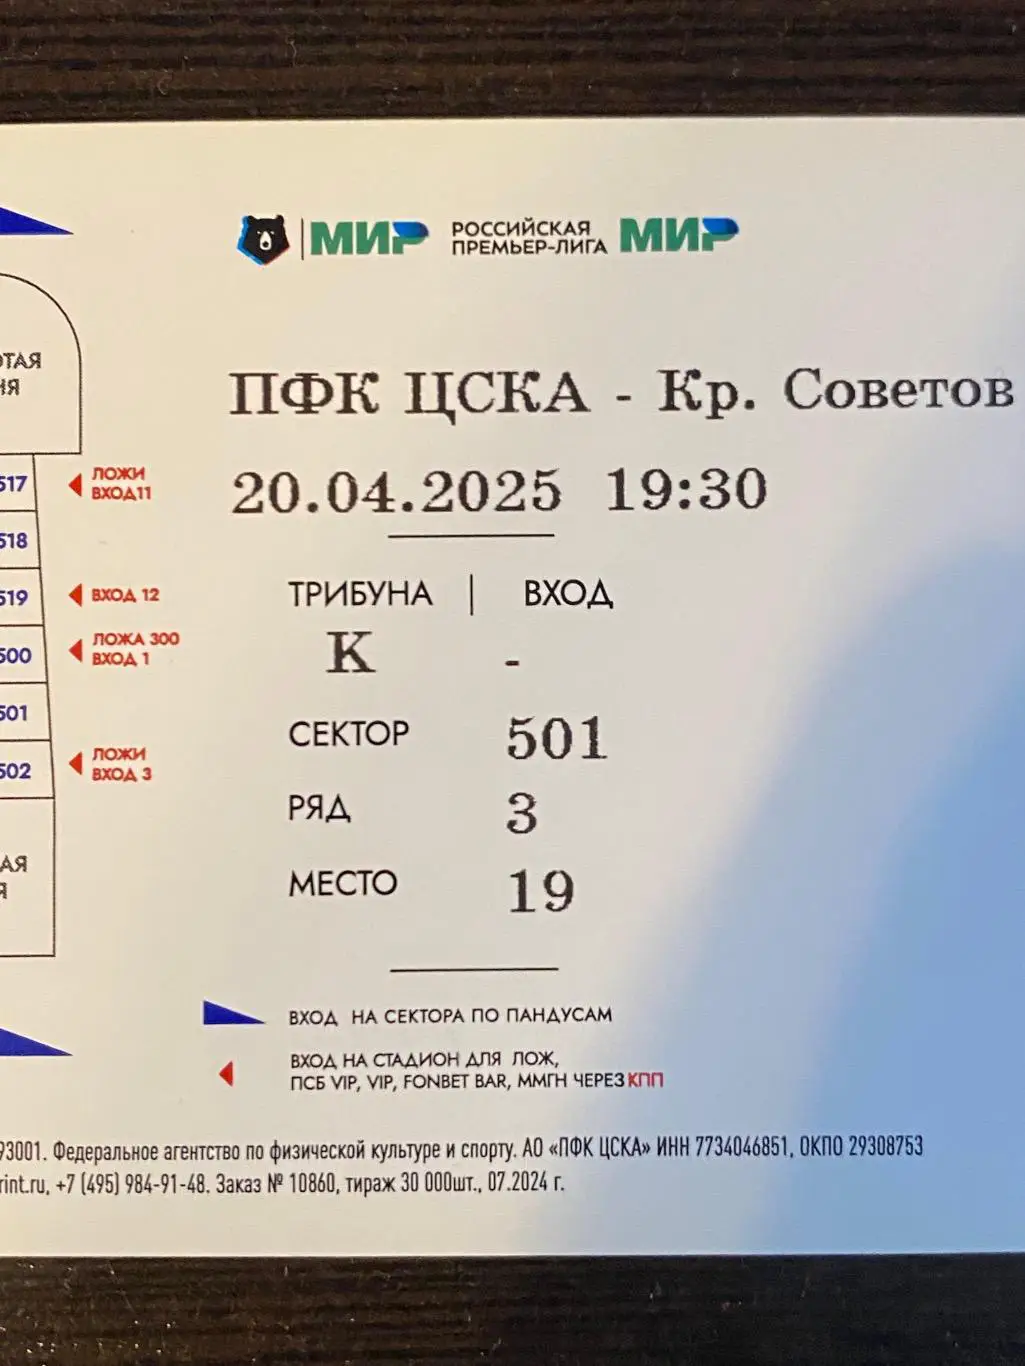 МИР РОССИЙСКАЯ ПРЕМЬЕР-ЛИГА МИР
ПФК ЦСКА - Кр. Советов
20.04.2025 19:30
ТРИБУНА | ВХОД
К -
СЕКТОР 501
РЯД 3
МЕСТО 19
517
ЛОЖИ
ВХОД11
518
519
ВХОД 12
500
ЛОЖА 300
ВХОД 1
501
502
ЛОЖИ
ВХОД 3
ВХОД НА СЕКТОРА ПО ПАНДУСАМ
ВХОД НА СТАДИОН ДЛЯ ЛОЖ,
ПСБ VIP, VIP, FONBET BAR, ММГН ЧЕРЕЗ КПП
93001. Федеральное агентство по физической культуре и спорту. АО «ПФК ЦСКА» ИНН 7734046851, ОКПО 29308753
rint.ru, +7 (495) 984-91-48. Заказ № 10860, тираж 30 000шт., 07.2024 г.